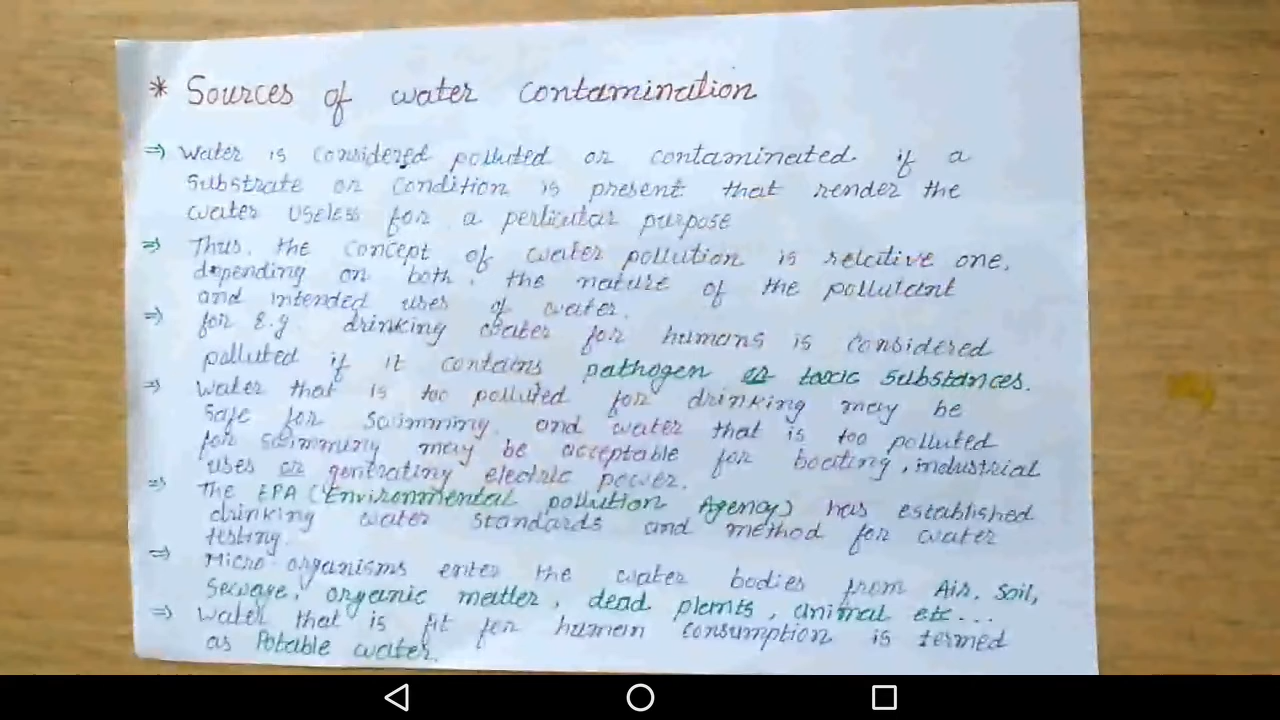 * Sources of water contamination
⇒ Water is considered polluted or contaminated if a
substrate or condition is present that render the
water useless for a perticular purpose
⇒ Thus, the concept of water pollution is relative one,
depending on both, the nature of the pollutant
and intended uses of water.
⇒ for E.g. drinking water for humans is considered
polluted if it contains pathogen or toxic substances.
⇒ Water that is too polluted for drinking may be
safe for swimming, and water that is too polluted
for swimming may be acceptable for boating, industrial
uses or gentrating electric power.
⇒ The EPA (Environmental pollution Agency) has established
drinking water standards and method for water
testing.
⇒ Micro-organisms enter the water bodies from Air, Soil,
Sewage, organic matter, dead plants, animal etc...
⇒ Water that is fit for human consumption is termed
as Potable water.